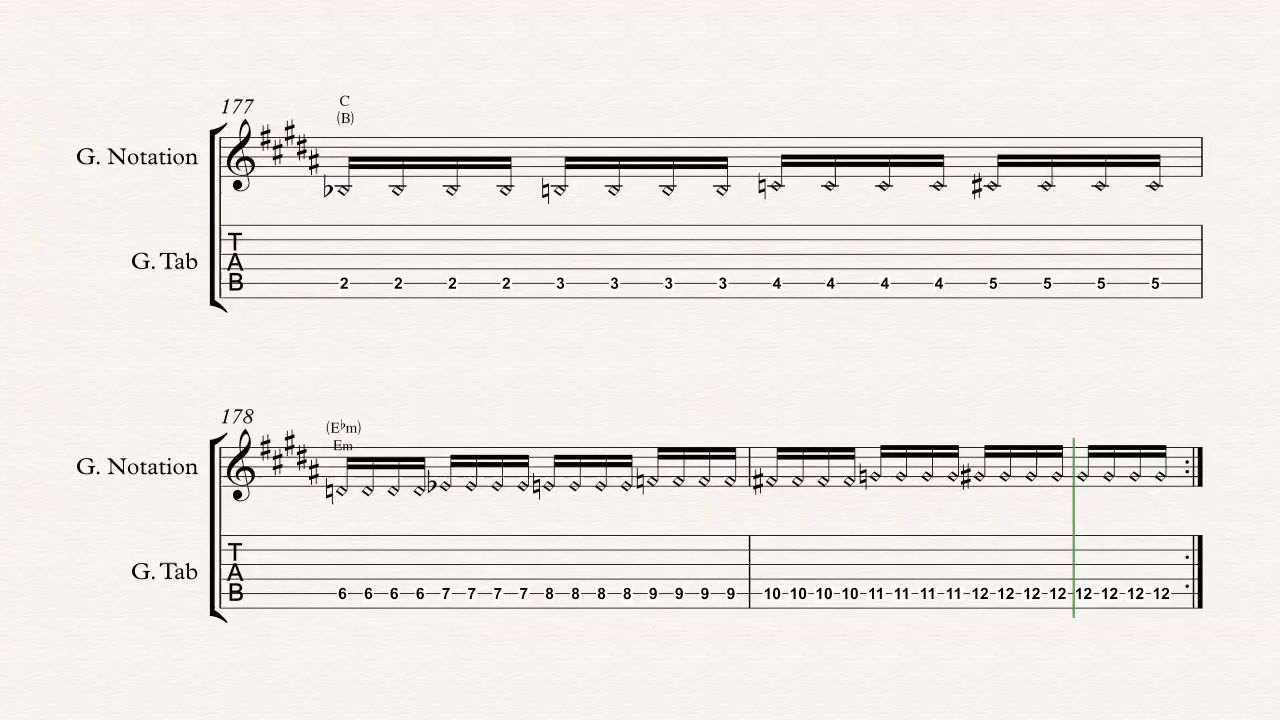 177
C
(B)
G. Notation
T
A
B
G. Tab
2 2 2 2 3 3 3 3 4 4 4 4 5 5 5 5
178
(E♭m)
Em
G. Notation
T
A
B
G. Tab
6 6 6 6 7 7 7 7 8 8 8 8 9 9 9 9 10 10 10 10 11 11 11 11 12 12 12 12 12 12 12 12